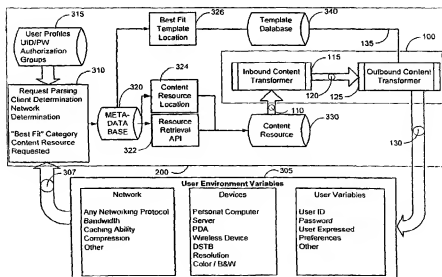 315
User Profiles
UID/PW
Authorization
Groups
310
Request Parsing
Client Determination
Network
Determination
"Best Fit" Category
Content Resource
Requested
307
Best Fit
Template
Location
326
320
324
Content
Resource
Location
META-
DATA
BASE
Resource
Retrieval
API
322
Template
Database
340
135
100
115
Inbound Content
Transformer
120
125
Outbound Content
Transformer
110
Content
Resource
330
130
200
305
User Environment Variables
Network
Any Networking Protocol
Bandwidth
Caching Ability
Compression
Other
Devices
Personal Computer
Server
PDA
Wireless Device
DSTB
Resolution
Color / B&W
User Variables
User ID
Password
User Expressed
Preferences
Other